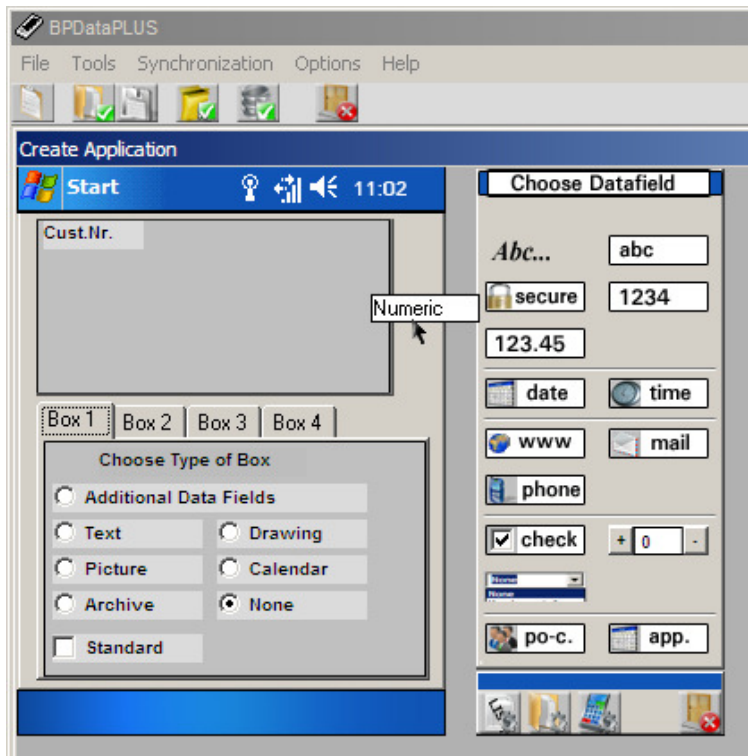 BPDataPLUS
File Tools Synchronization Options Help
Create Application
Start 11:02
Choose Datafield
Cust.Nr.
Abc... abc
Numeric
secure 1234
123.45
date time
Box 1 Box 2 Box 3 Box 4
Choose Type of Box
www mail
phone
Additional Data Fields
Text Drawing
check + 0 -
Picture Calendar
None
None
Archive None
Standard
po-c. app.